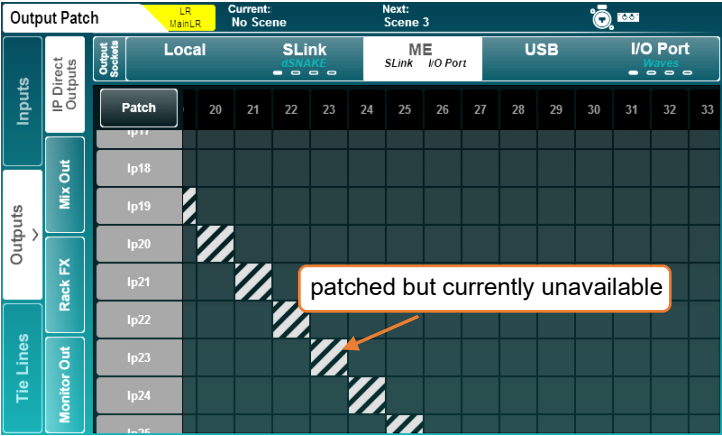 Output Patch
LR
MainLR
Current:
No Scene
Next:
Scene 3
Inputs
Outputs
Tie Lines
IP Direct
Outputs
Mix Out
Rack FX
Monitor Out
Output
Sockets
Local
SLink
dSNAKE
ME
SLink I/O Port
USB
I/O Port
Waves
Patch
20 21 22 23 24 25 26 27 28 29 30 31 32 33
Ip17
Ip18
Ip19
Ip20
Ip21
Ip22
Ip23
Ip24
Ip25
patched but currently unavailable